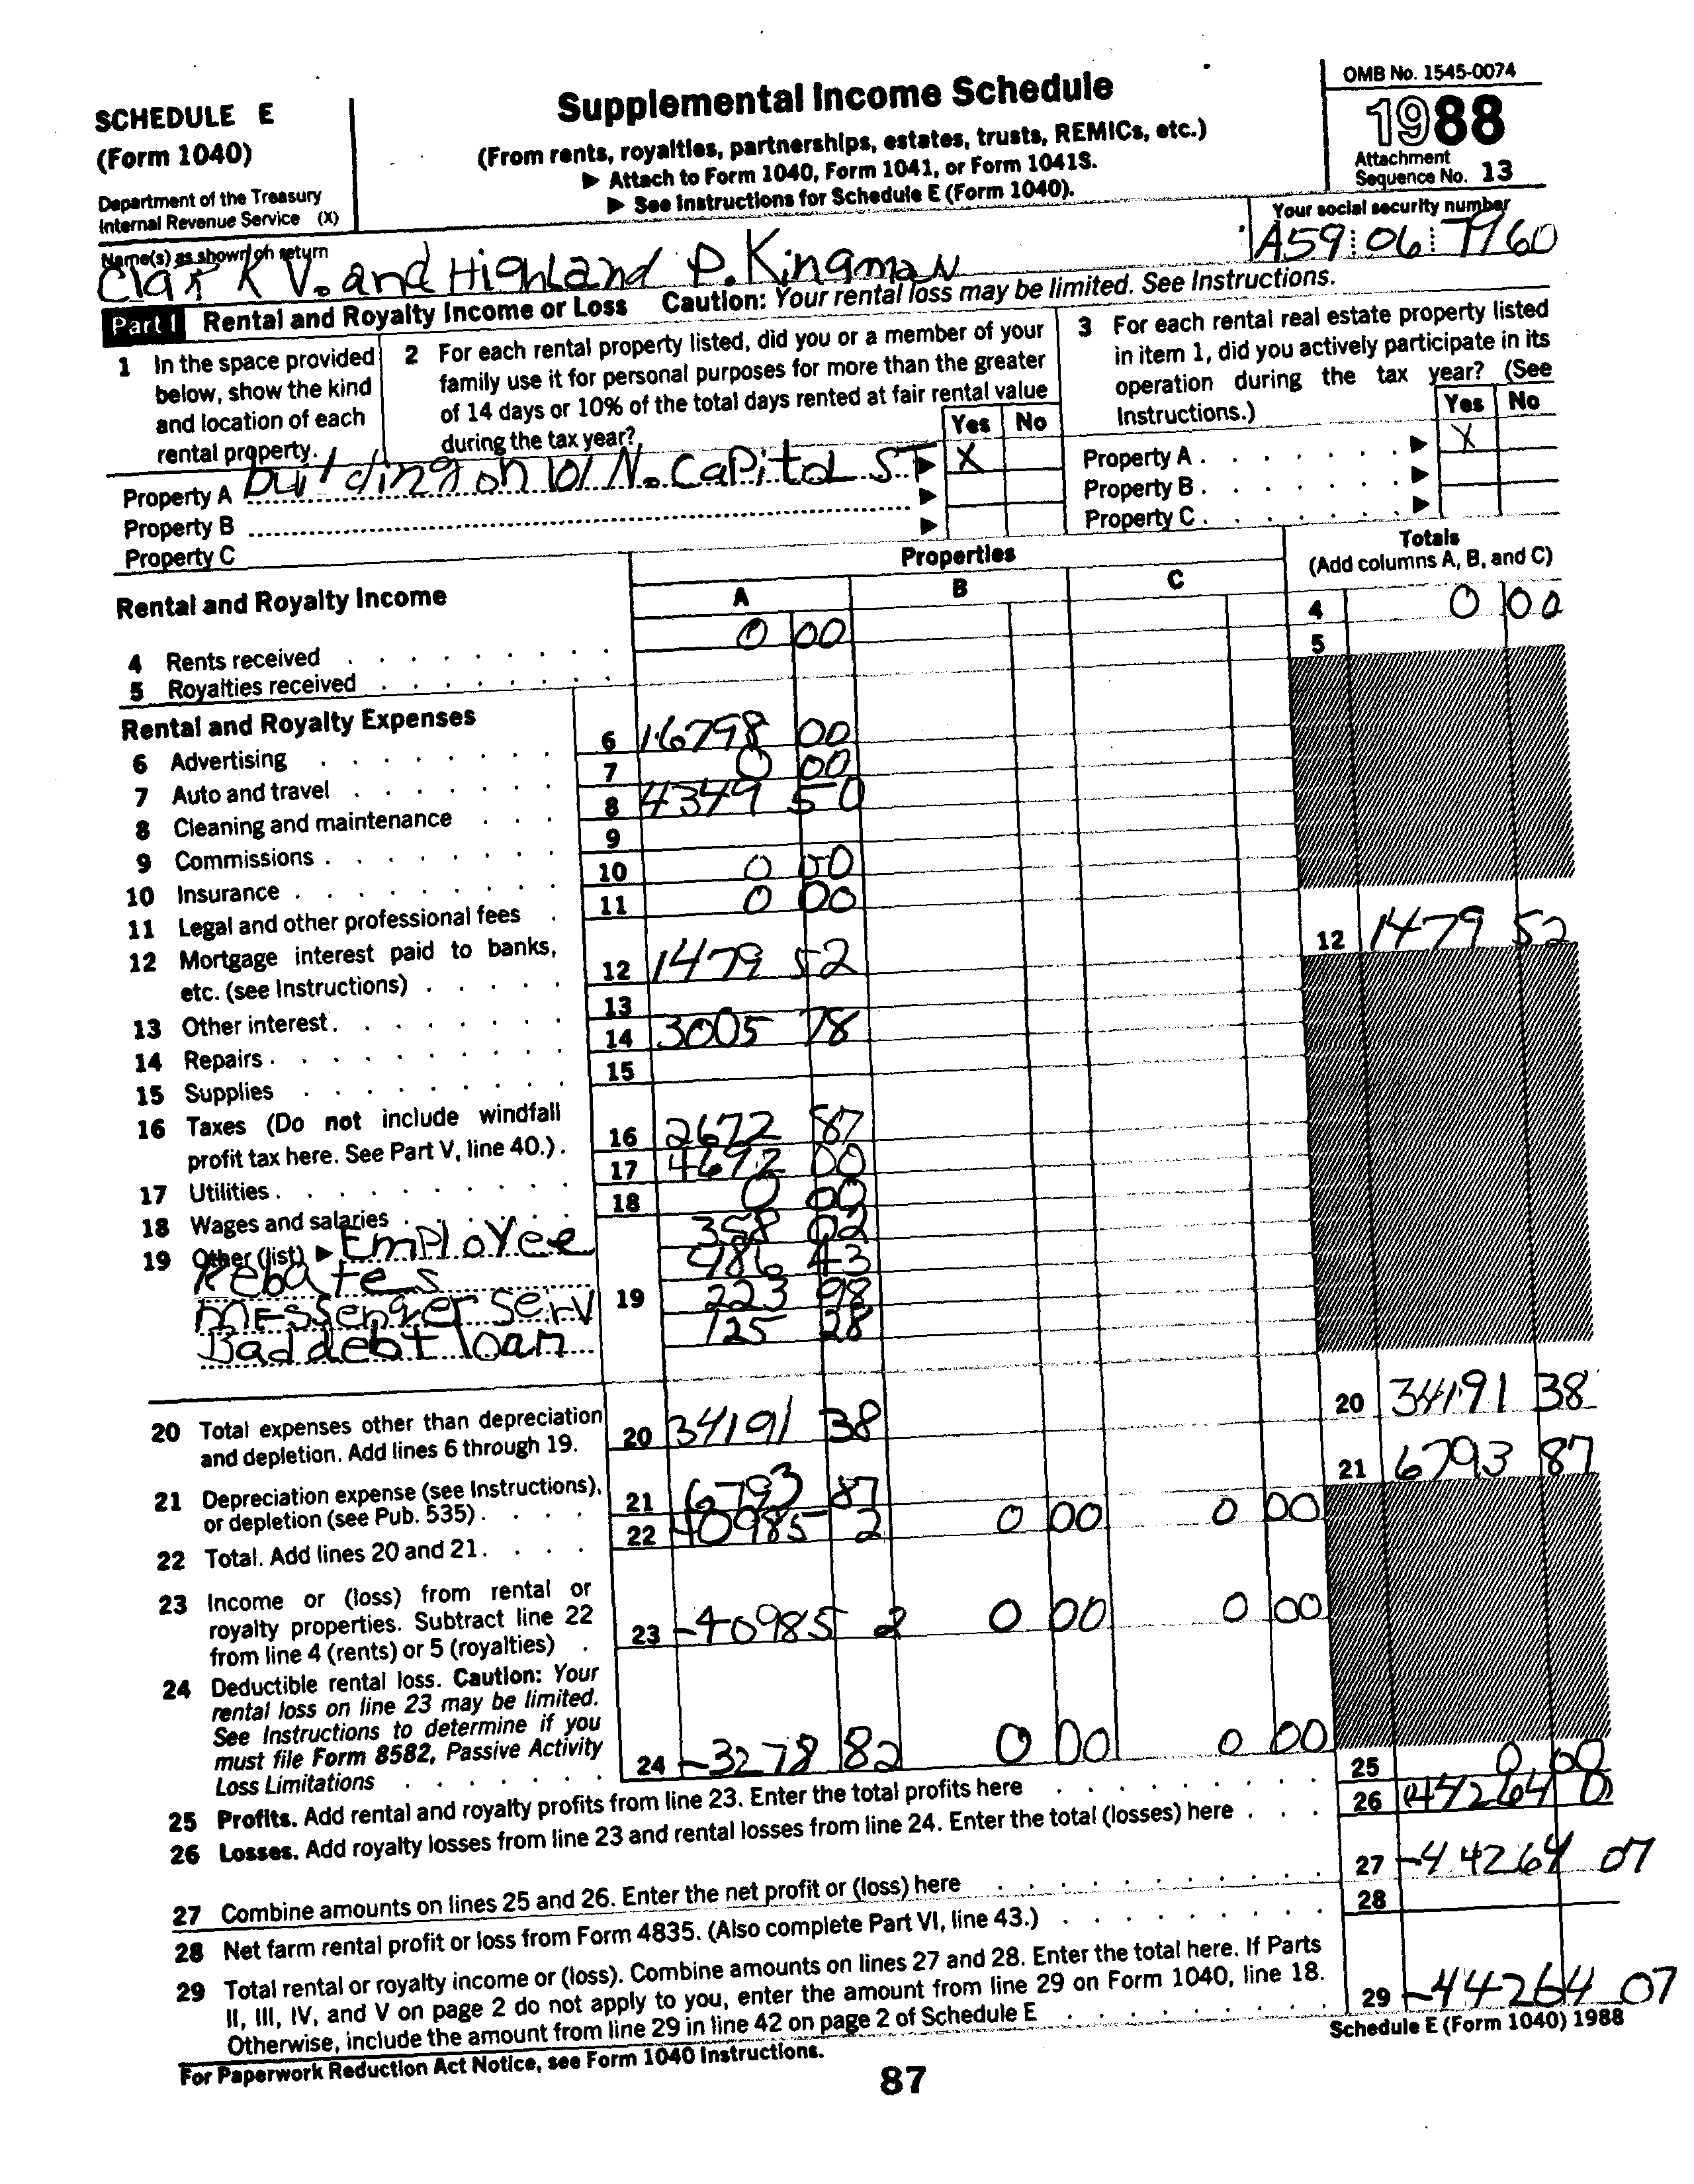 SCHEDULE E
(Form 1040)
Department of the Treasury
Internal Revenue Service (X)
Supplemental Income Schedule
(From rents, royalties, partnerships, estates, trusts, REMICs, etc.)
▶ Attach to Form 1040, Form 1041, or Form 1041S.
▶ See Instructions for Schedule E (Form 1040).
OMB No. 1545-0074
1988
Attachment
Sequence No. 13
Name(s) as shown on return
Clark V. and Highland P. Kingman
Your social security number
A59 06 7960
Part I Rental and Royalty Income or Loss Caution: Your rental loss may be limited. See Instructions.
1 In the space provided
below, show the kind
and location of each
rental property.
2 For each rental property listed, did you or a member of your
family use it for personal purposes for more than the greater
of 14 days or 10% of the total days rented at fair rental value
during the tax year?
Yes No
3 For each rental real estate property listed
in item 1, did you actively participate in its
operation during the tax year? (See
Instructions.)
Yes No
Property A building on 101 N. Capitol ST ▶ X
Property B ▶
Property C ▶
Property A . . . . . . . ▶ X
Property B . . . . . . . ▶
Property C . . . . . . . ▶
Properties
Totals
(Add columns A, B, and C)
Rental and Royalty Income
A B C
4 Rents received 0 00 4 0 00
5 Royalties received 5
Rental and Royalty Expenses
6 Advertising 6 16798 00
7 Auto and travel 7 0 00
8 Cleaning and maintenance 8 4349 50
9 Commissions 9
10 Insurance 10 0 00
11 Legal and other professional fees 11 0 00
12 Mortgage interest paid to banks,
etc. (see Instructions) 12 1479 52 12 1479 52
13 Other interest 13
14 Repairs 14 3005 78
15 Supplies 15
16 Taxes (Do not include windfall
profit tax here. See Part V, line 40.) 16 2672 87
17 Utilities 17 4692 00
18 Wages and salaries 18 0 00
19 Other (list) ▶ Employee 358 02
Rebates 486 43
Messenger Serv 19 223 98
Bad debt loan 125 28
20 Total expenses other than depreciation
and depletion. Add lines 6 through 19. 20 34191 38 20 34191 38
21 Depreciation expense (see Instructions),
or depletion (see Pub. 535) 21 6793 87 21 6793 87
22 Total. Add lines 20 and 21. 22 40985 2 0 00 0 00
23 Income or (loss) from rental or
royalty properties. Subtract line 22
from line 4 (rents) or 5 (royalties) 23 -40985 2 0 00 0 00
24 Deductible rental loss. Caution: Your
rental loss on line 23 may be limited.
See Instructions to determine if you
must file Form 8582, Passive Activity
Loss Limitations 24 -3278 82 0 00 0 00
25 Profits. Add rental and royalty profits from line 23. Enter the total profits here 25 0 00
26 Losses. Add royalty losses from line 23 and rental losses from line 24. Enter the total (losses) here 26
27 Combine amounts on lines 25 and 26. Enter the net profit or (loss) here 27 -44264 07
28 Net farm rental profit or loss from Form 4835. (Also complete Part VI, line 43.) 28
29 Total rental or royalty income or (loss). Combine amounts on lines 27 and 28. Enter the total here. If Parts
II, III, IV, and V on page 2 do not apply to you, enter the amount from line 29 on Form 1040, line 18.
Otherwise, include the amount from line 29 in line 42 on page 2 of Schedule E 29 -44264 07
For Paperwork Reduction Act Notice, see Form 1040 Instructions.
Schedule E (Form 1040) 1988
87